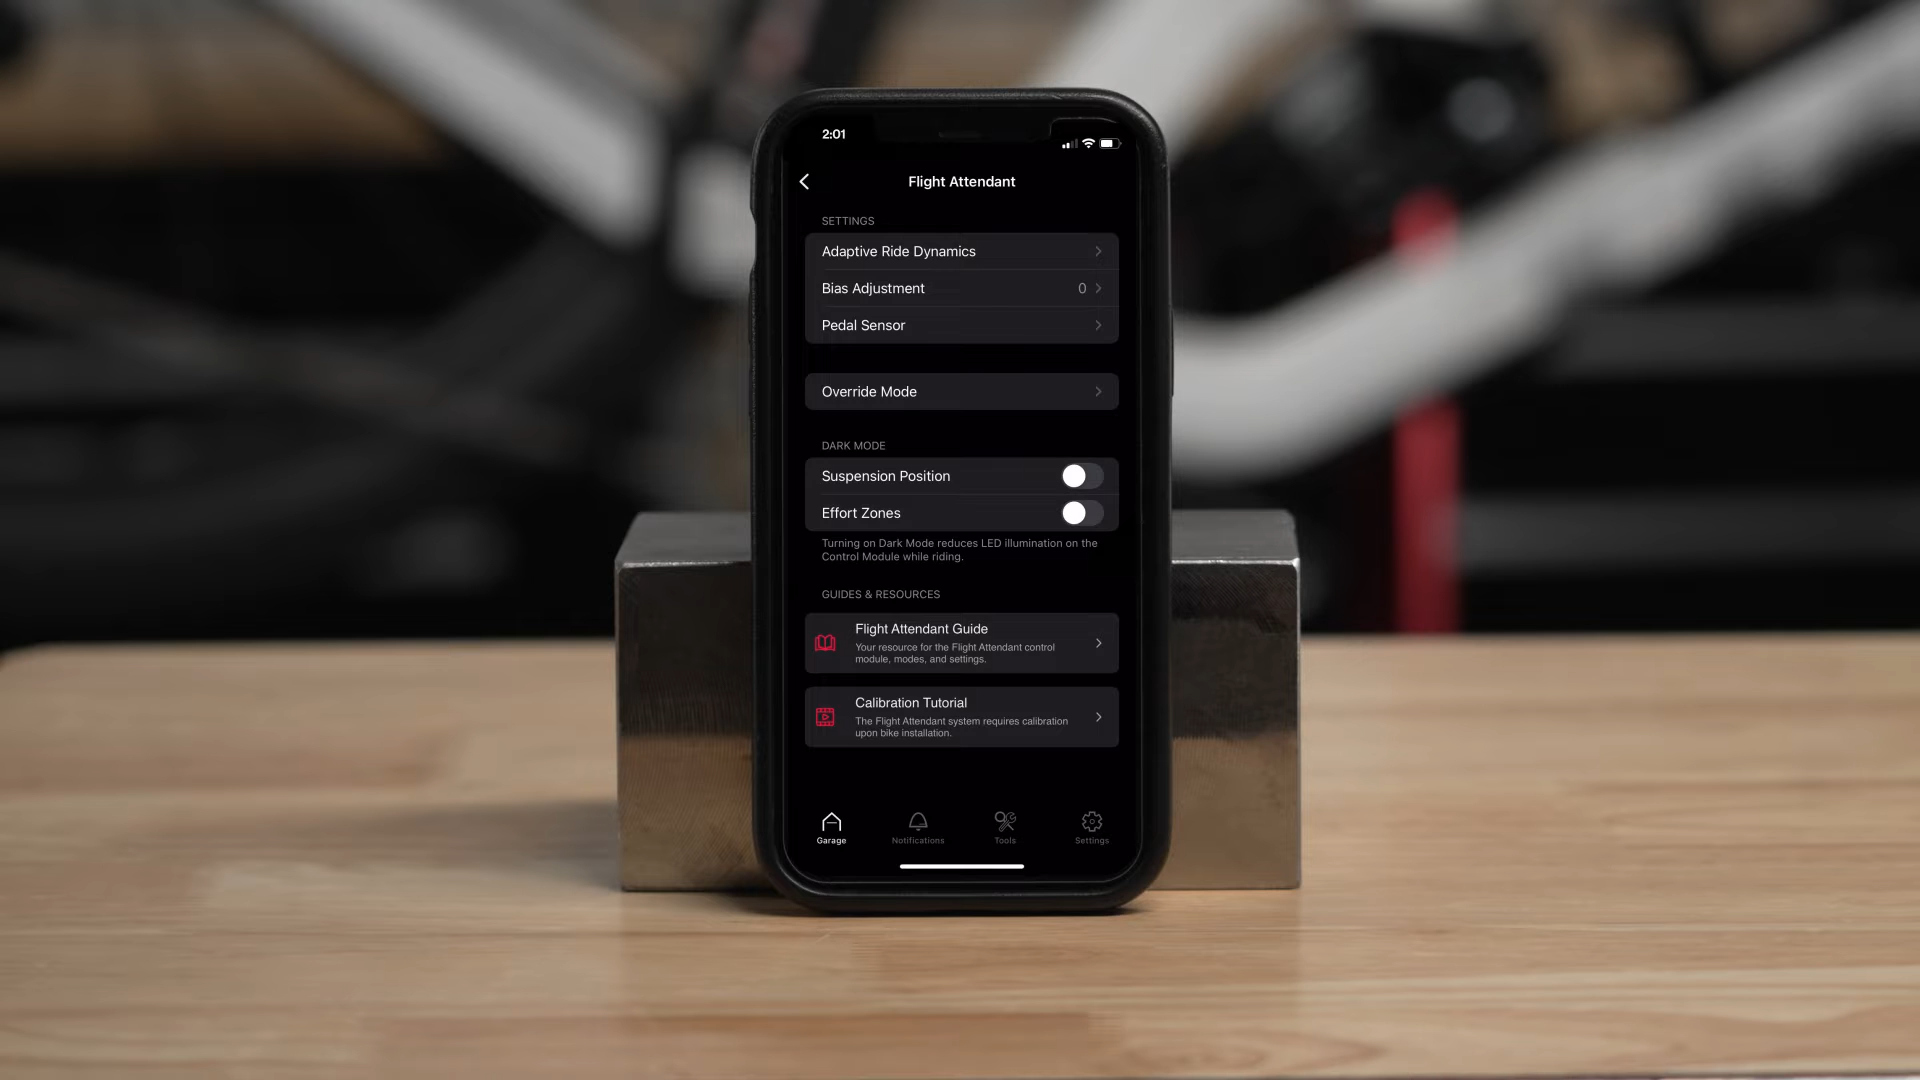 2:01
Flight Attendant
SETTINGS
Adaptive Ride Dynamics
Bias Adjustment 0
Pedal Sensor
Override Mode
DARK MODE
Suspension Position
Effort Zones
Turning on Dark Mode reduces LED illumination on the
Control Module while riding.
GUIDES & RESOURCES
Flight Attendant Guide
Your resource for the Flight Attendant control
module, modes, and settings.
Calibration Tutorial
The Flight Attendant system requires calibration
upon bike installation.
Garage Notifications Tools Settings